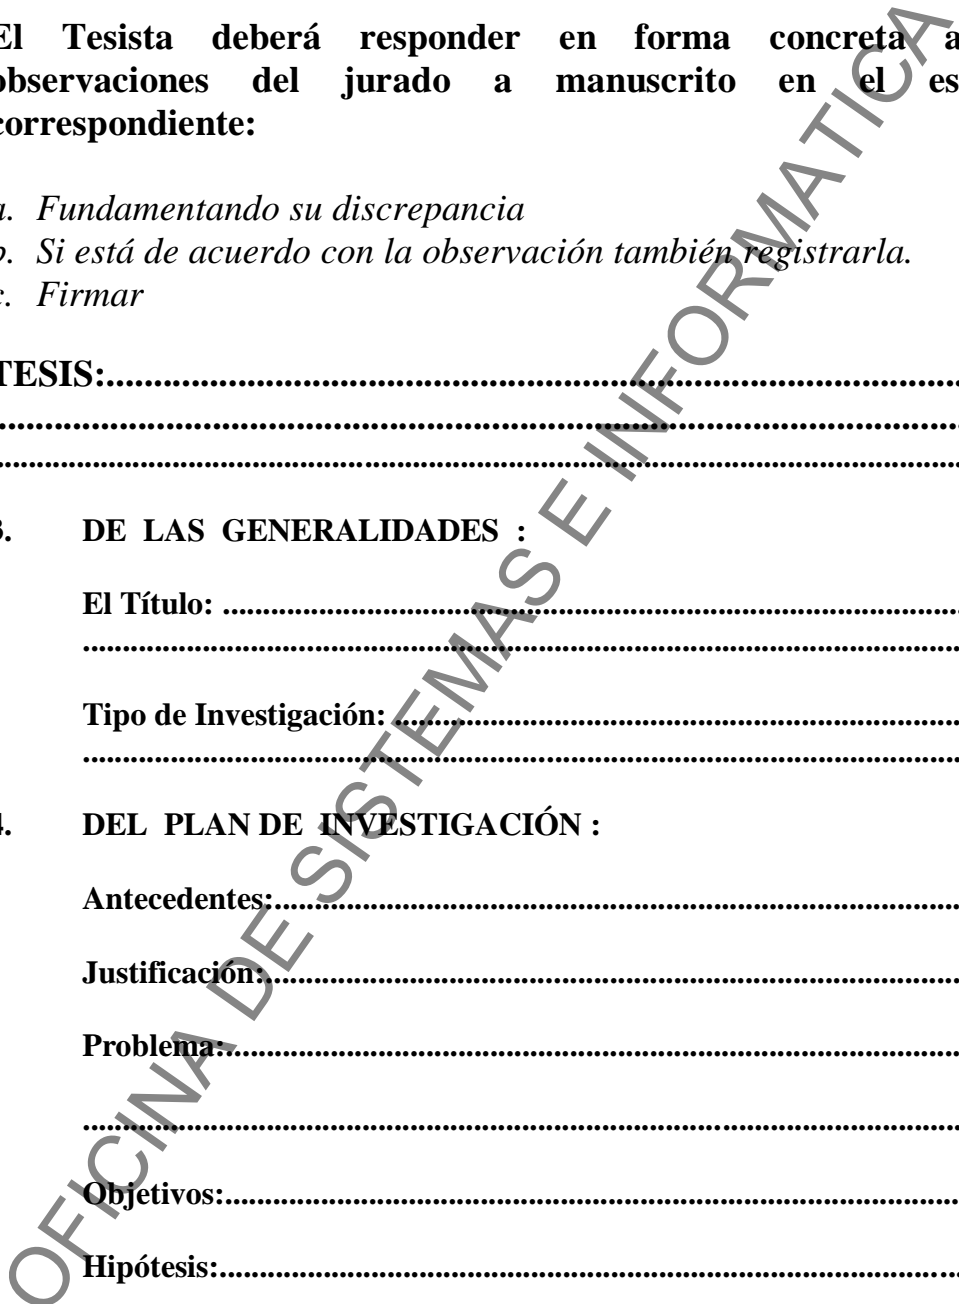 El Tesista deberá responder en forma concreta a
observaciones del jurado a manuscrito en el es
correspondiente:
a. Fundamentando su discrepancia
b. Si está de acuerdo con la observación también registrarla.
c. Firmar
TESIS:....................................................................................
..............................................................................................
..............................................................................................
3. DE LAS GENERALIDADES :
El Título: ..............................................................................
..............................................................................................
Tipo de Investigación: ..........................................................
..............................................................................................
4. DEL PLAN DE INVESTIGACIÓN :
Antecedentes:........................................................................
Justificación:.........................................................................
Problema:..............................................................................
..............................................................................................
Objetivos:..............................................................................
Hipótesis:..............................................................................
OFICINA DE SISTEMAS E INFORMATICA